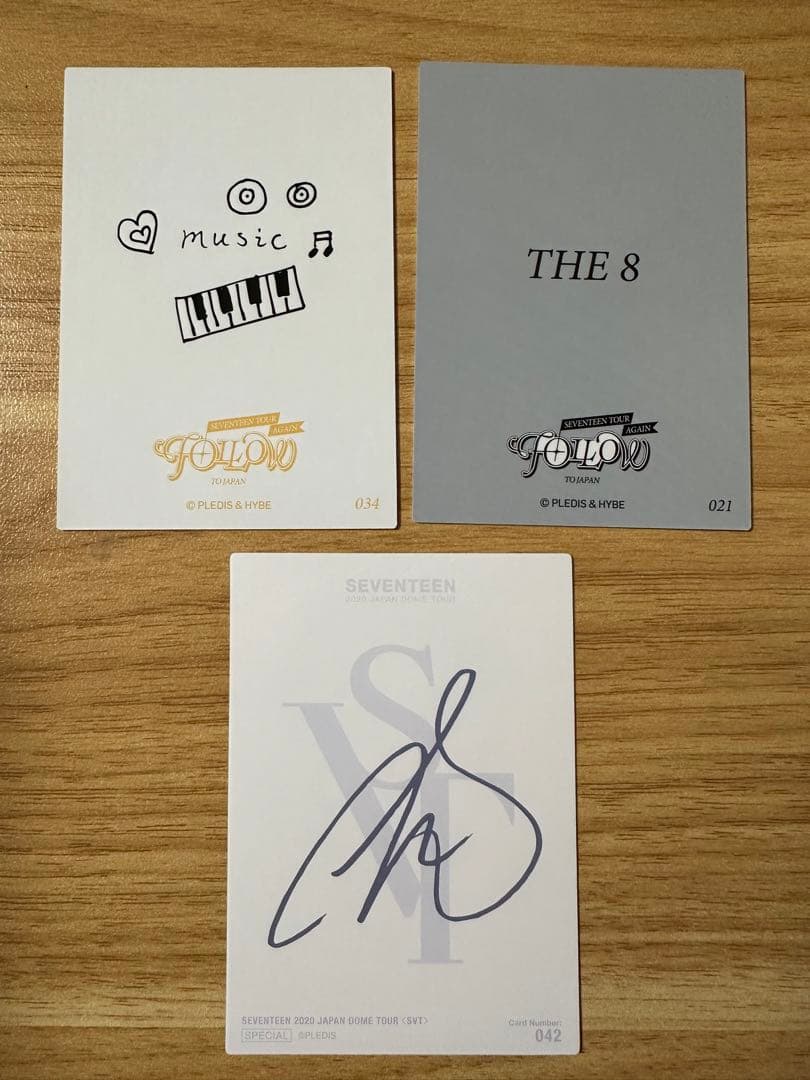 music
SEVENTEEN TOUR
AGAIN
FOLLOW
TO JAPAN
© PLEDIS & HYBE
034
THE 8
SEVENTEEN TOUR
AGAIN
FOLLOW
TO JAPAN
© PLEDIS & HYBE
021
SEVENTEEN
2020 JAPAN DOME TOUR
SVT
SEVENTEEN 2020 JAPAN DOME TOUR <SVT>
SPECIAL ©PLEDIS
Card Number:
042